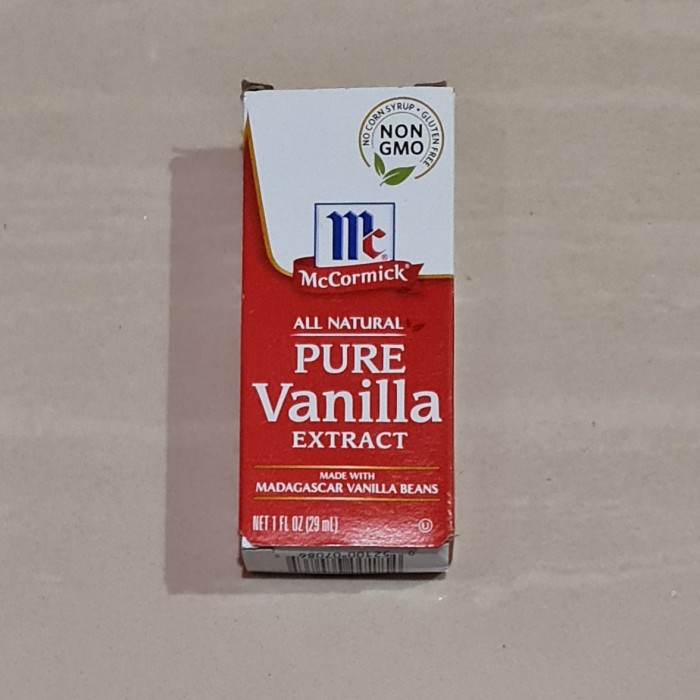 NO CORN SYRUP • GLUTEN FREE
NON
GMO
Mc
McCormick®
ALL NATURAL
PURE
Vanilla
EXTRACT
MADE WITH
MADAGASCAR VANILLA BEANS
NET 1 FL OZ (29 mL) U